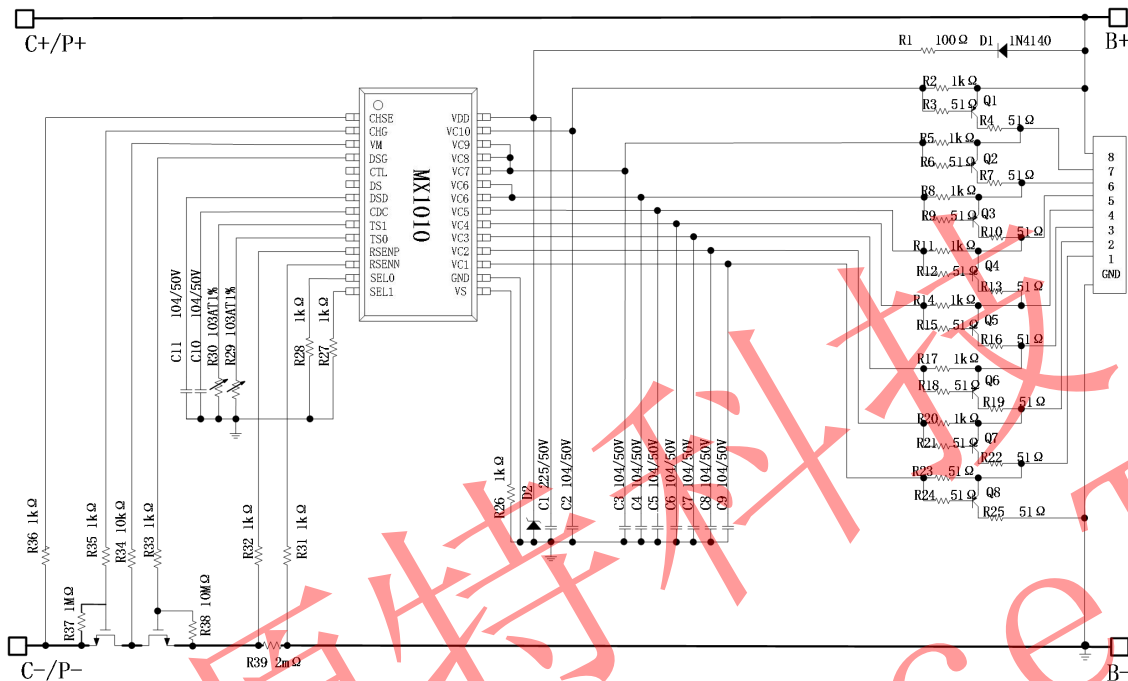 C+/P+
B+
R1 100Ω D1 1N4140
R2 1kΩ
R3 51Ω Q1
R4 51Ω
R5 1kΩ
R6 51Ω Q2
R7 51Ω
R8 1kΩ
R9 51Ω Q3
R10 51Ω
R11 1kΩ
R12 51Ω Q4
R13 51Ω
R14 1kΩ
R15 51Ω Q5
R16 51Ω
R17 1kΩ
R18 51Ω Q6
R19 51Ω
R20 1kΩ
R21 51Ω Q7
R22 51Ω
R23 51Ω
R24 51Ω Q8
R25 51Ω
8
7
6
5
4
3
2
1
GND
MX1010
CHSE
CHG
VM
DSG
CTL
DS
DSD
CDC
TS1
TS0
RSENP
RSENN
SEL0
SEL1
VDD
VC10
VC9
VC8
VC7
VC6
VC6
VC5
VC4
VC3
VC2
VC1
GND
VS
C11 104/50V
C10 104/50V
R30 103AT1%
R29 103AT1%
R28 1kΩ
R27 1kΩ
R26 1kΩ
D2
C1 225/50V
C2 104/50V
C3 104/50V
C4 104/50V
C5 104/50V
C6 104/50V
C7 104/50V
C8 104/50V
C9 104/50V
R36 1kΩ
R35 1kΩ
R34 10kΩ
R33 1kΩ
R32 1kΩ
R31 1kΩ
R37 1MΩ
R38 10MΩ
R39 2mΩ
C-/P-
B-
特科技
ce T